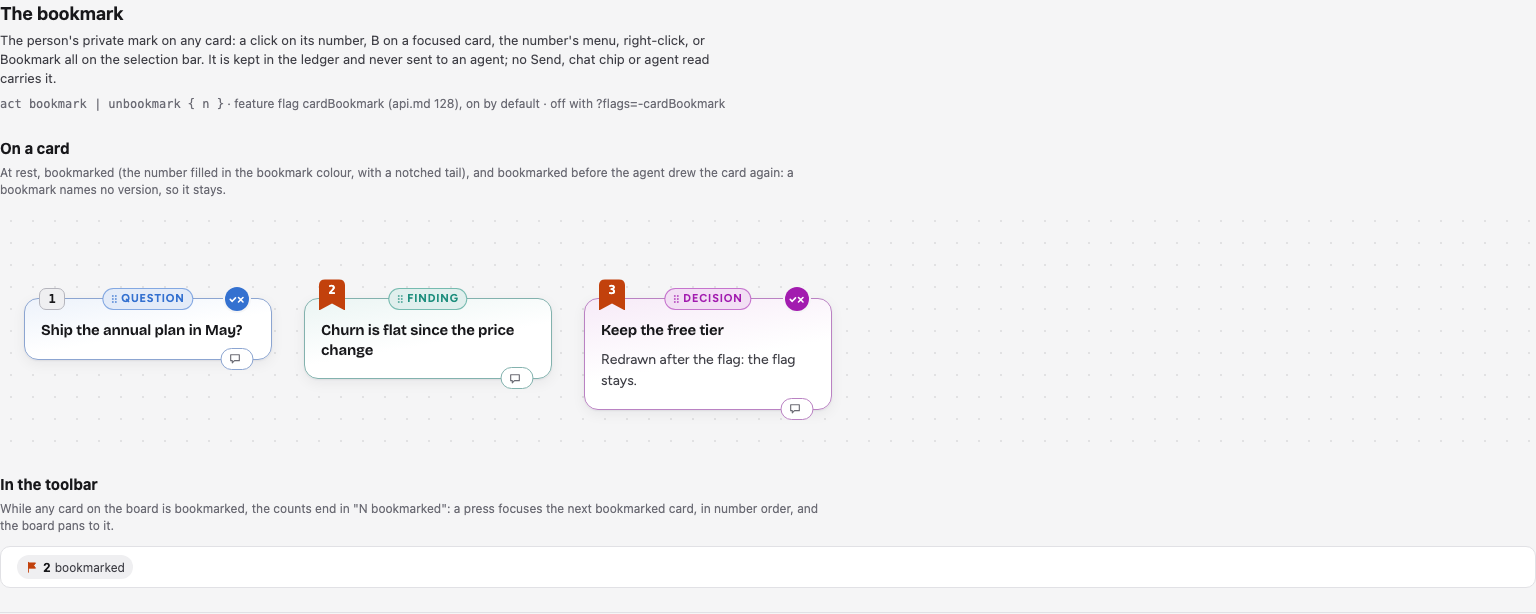 The bookmark
The person's private mark on any card: a click on its number, B on a focused card, the number's menu, right-click, or
Bookmark all on the selection bar. It is kept in the ledger and never sent to an agent; no Send, chat chip or agent read
carries it.
act bookmark | unbookmark { n } · feature flag cardBookmark (api.md 128), on by default · off with ?flags=-cardBookmark
On a card
At rest, bookmarked (the number filled in the bookmark colour, with a notched tail), and bookmarked before the agent drew the card again: a
bookmark names no version, so it stays.
1 QUESTION
Ship the annual plan in May?
2 FINDING
Churn is flat since the price
change
3 DECISION
Keep the free tier
Redrawn after the flag: the flag
stays.
In the toolbar
While any card on the board is bookmarked, the counts end in "N bookmarked": a press focuses the next bookmarked card, in number order, and
the board pans to it.
2 bookmarked